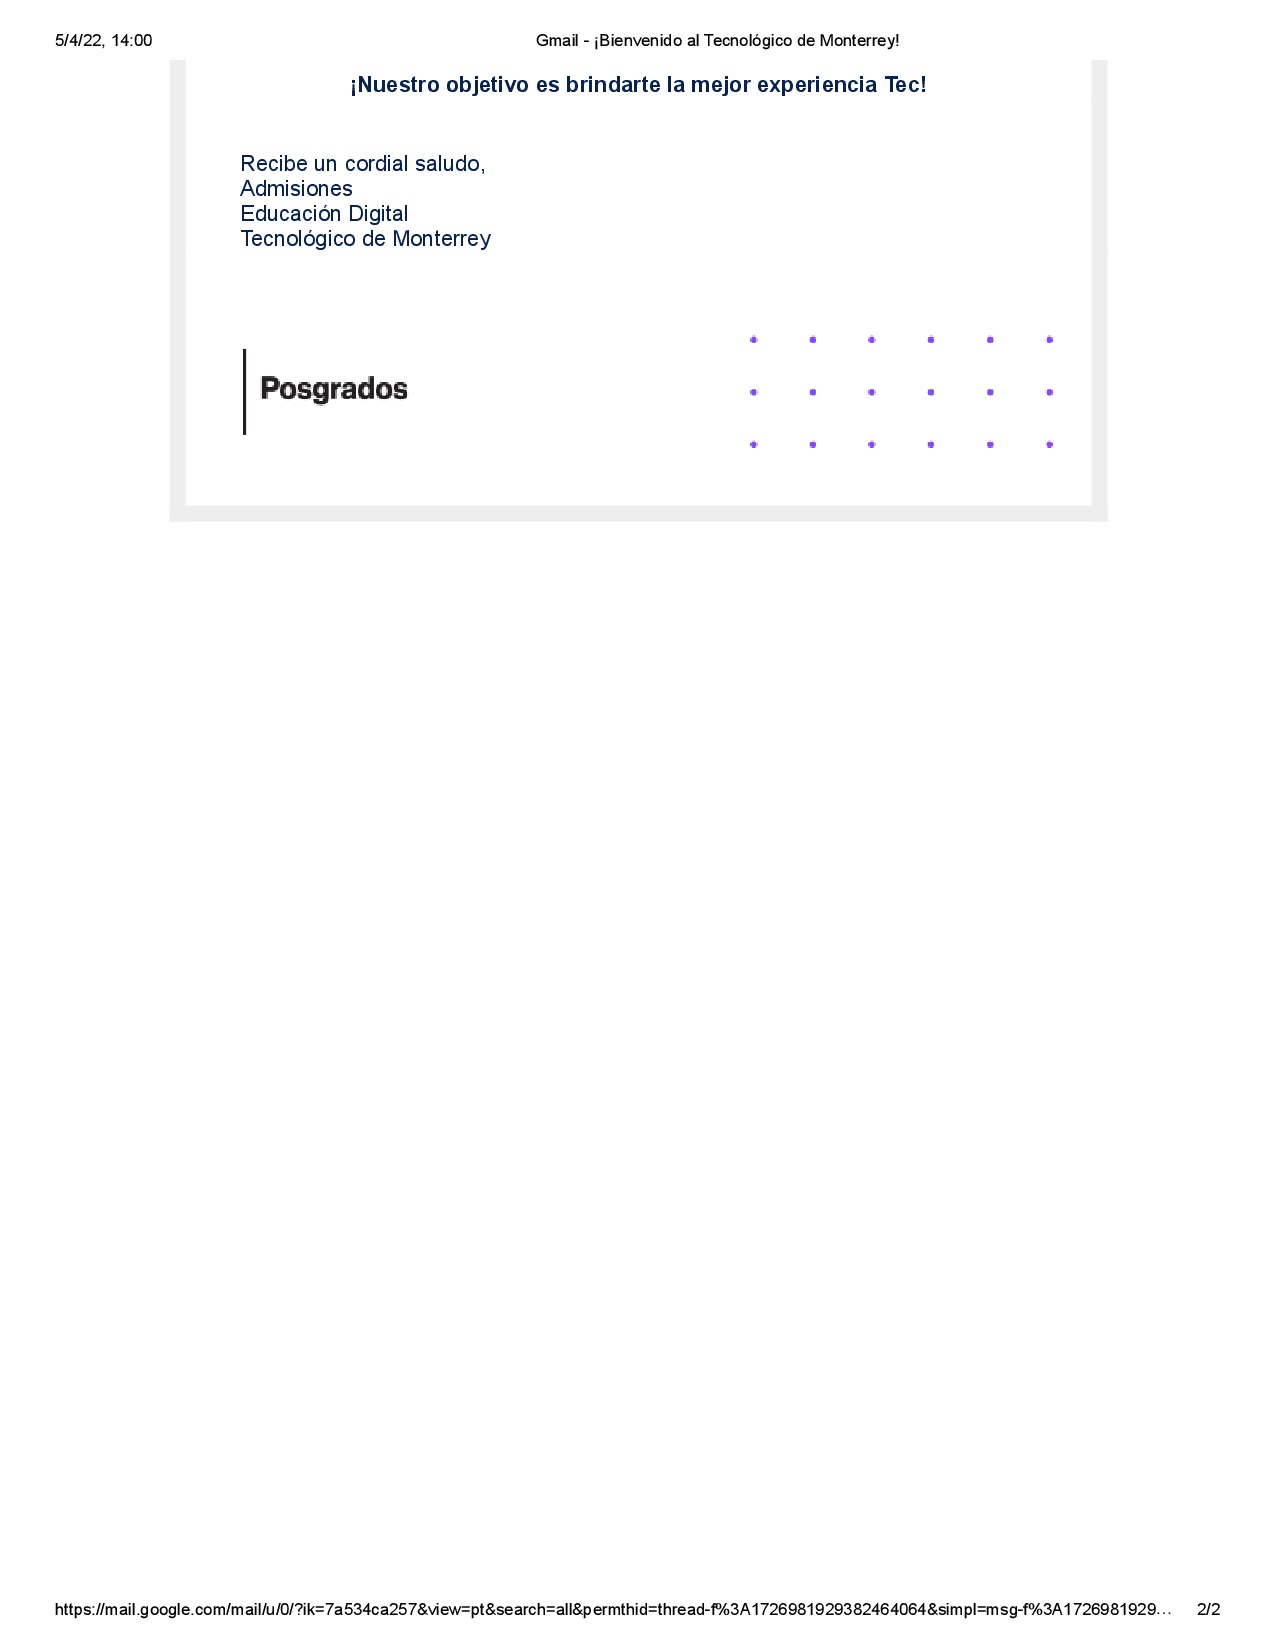 5/4/22, 14:00 Gmail - ¡Bienvenido al Tecnológico de Monterrey!
¡Nuestro objetivo es brindarte la mejor experiencia Tec!
Recibe un cordial saludo,
Admisiones
Educación Digital
Tecnológico de Monterrey
Posgrados
https://mail.google.com/mail/u/0/?ik=7a534ca257&view=pt&search=all&permthid=thread-f%3A1726981929382464064&simpl=msg-f%3A1726981929… 2/2